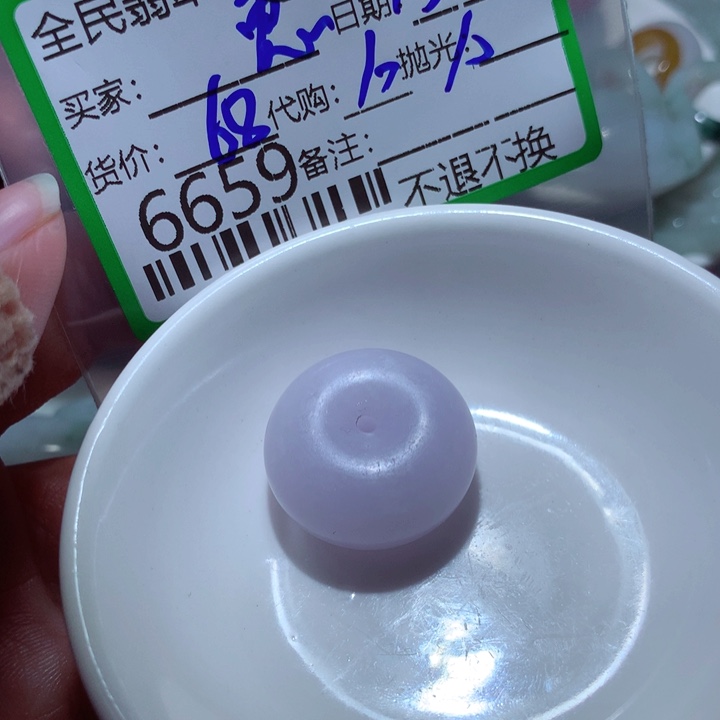 全民翡 日期
买家： 代购： 抛光：
货价：68 备注：
6659 不退不换